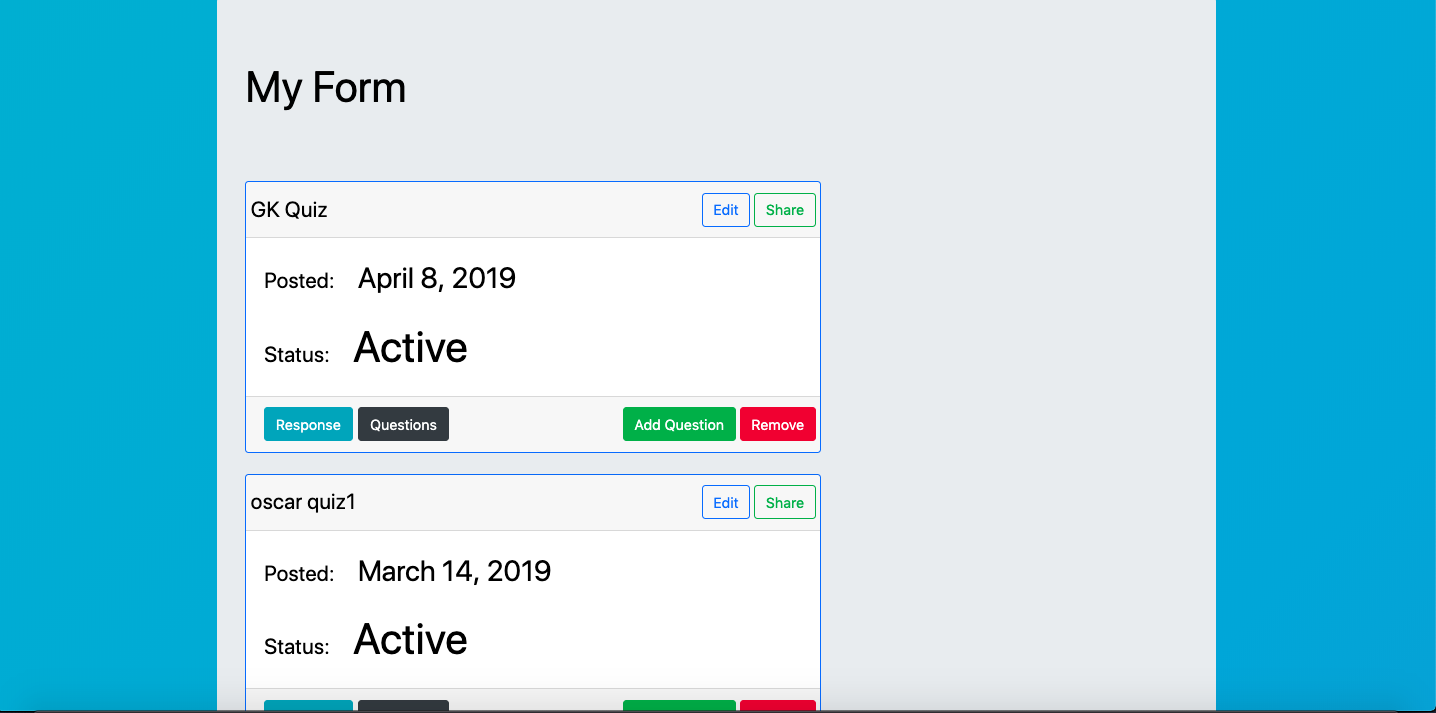 My Form
GK Quiz Edit Share
Posted: April 8, 2019
Status: Active
Response Questions Add Question Remove
oscar quiz1 Edit Share
Posted: March 14, 2019
Status: Active